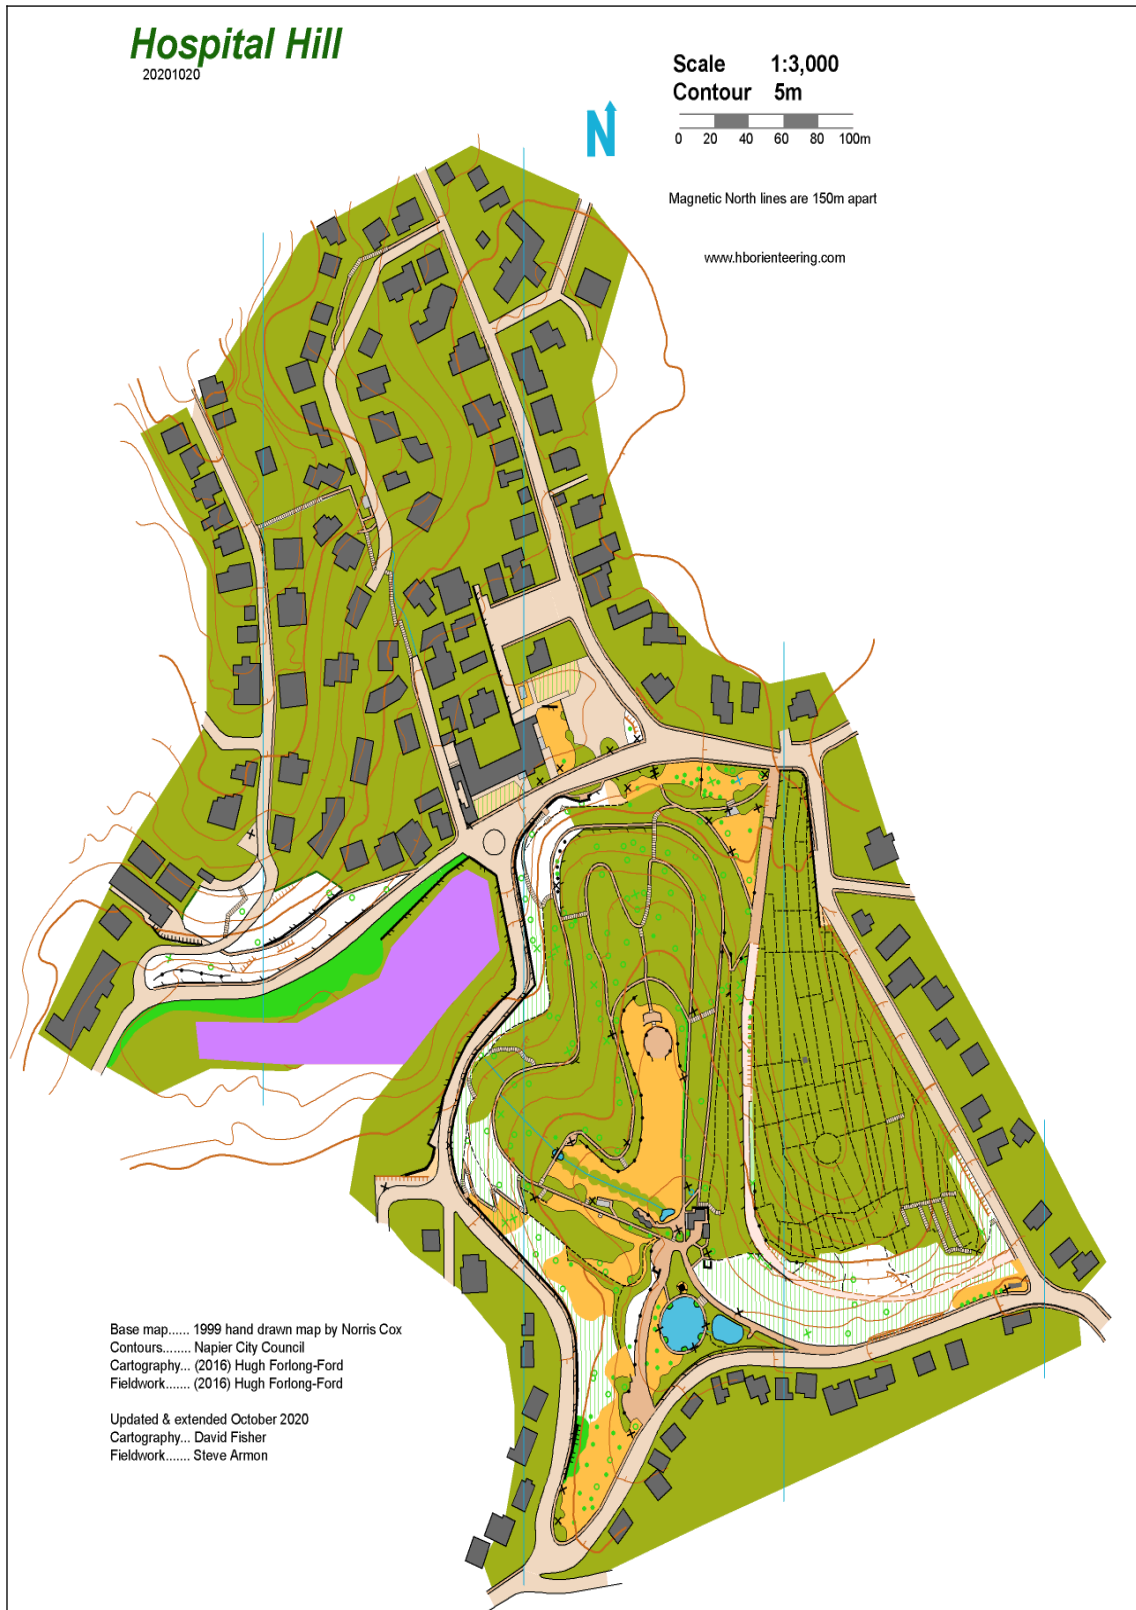 Hospital Hill
20201020
Scale 1:3,000
Contour 5m
0 20 40 60 80 100m
N
Magnetic North lines are 150m apart
www.hborienteering.com
Base map...... 1999 hand drawn map by Norris Cox
Contours........ Napier City Council
Cartography... (2016) Hugh Forlong-Ford
Fieldwork....... (2016) Hugh Forlong-Ford
Updated & extended October 2020
Cartography... David Fisher
Fieldwork....... Steve Armon